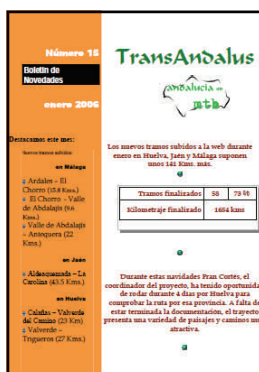 Número 16
Boletin de
Novedades
enero 2006
Destacamos este mes:
Nuevos tramos subidos:
en Málaga
Ardales – El
Chorro (15.8 Kms.)
El Chorro – Valle
de Abdalajís (9.6
Kms.)
Valle de Abdalajís
– Antequera (22
Kms.)
en Jaén
Aldeaquemada – La
Carolina (43.5 Kms.)
en Huelva
Calañas – Valverde
del Camino (23 Km)
Valverde –
Trigueros (27 Kms.)
TransAndalus
andalucía en
mtb
Los nuevos tramos subidos a la web durante
enero en Huelva, Jaén y Málaga suponen
unos 141 Kms. más.
Tramos finalizados 58 73 %
Kilometraje finalizado 1654 kms
Durante estas navidades Fran Cortés, el
coordinador del proyecto, ha tenido oportunidad
de rodar durante 4 días por Huelva para
comprobar la ruta por esa provincia. A falta de
estar terminada la documentación, el trayecto
presenta una variedad de paisajes y caminos muy
atractiva.